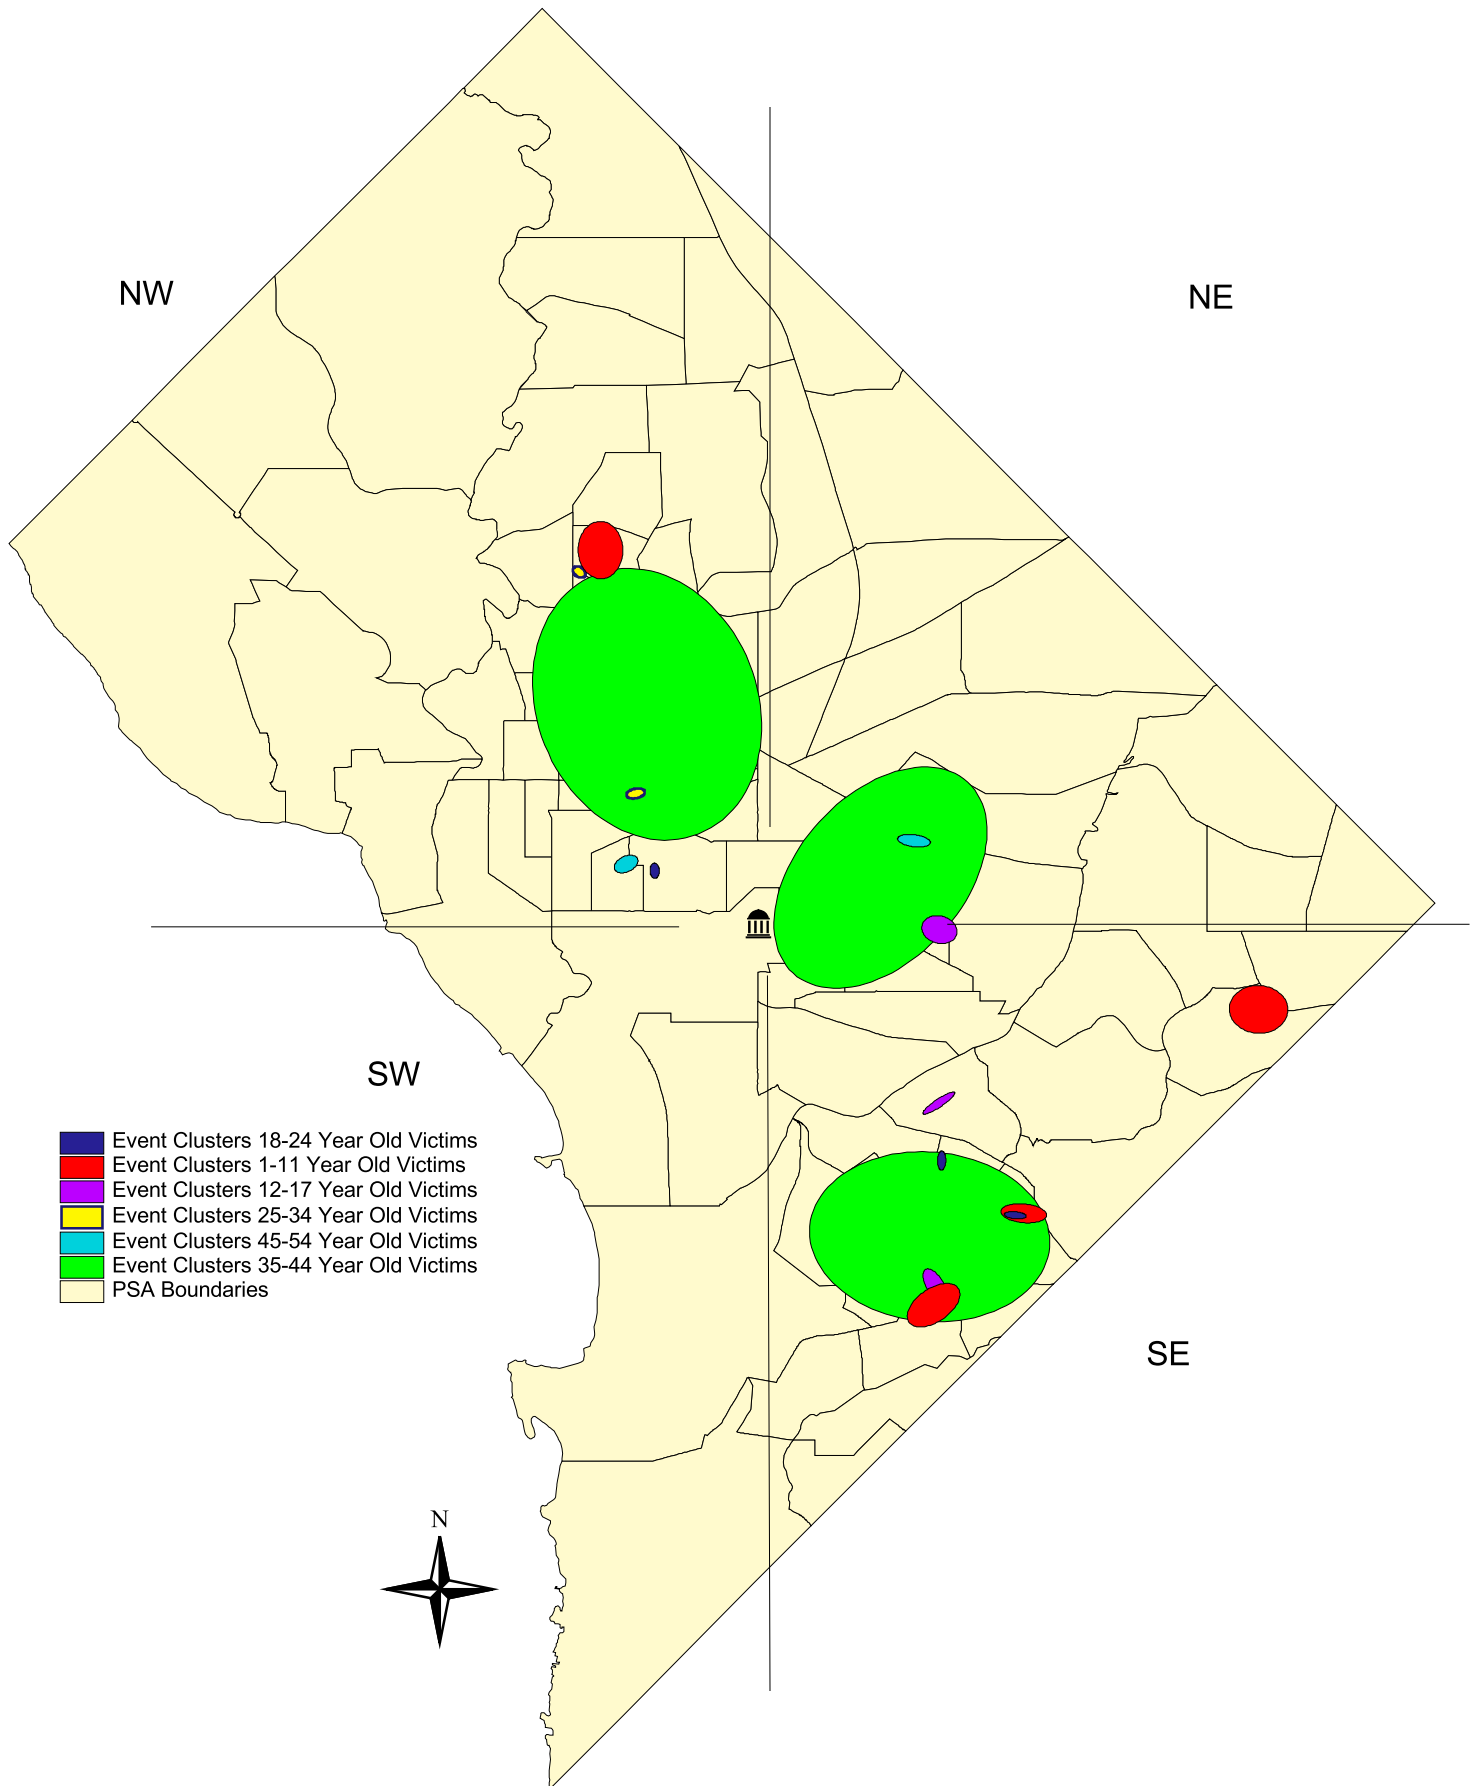 NW
NE
SW
Event Clusters 18-24 Year Old Victims
Event Clusters 1-11 Year Old Victims
Event Clusters 12-17 Year Old Victims
Event Clusters 25-34 Year Old Victims
Event Clusters 45-54 Year Old Victims
Event Clusters 35-44 Year Old Victims
PSA Boundaries
SE
N